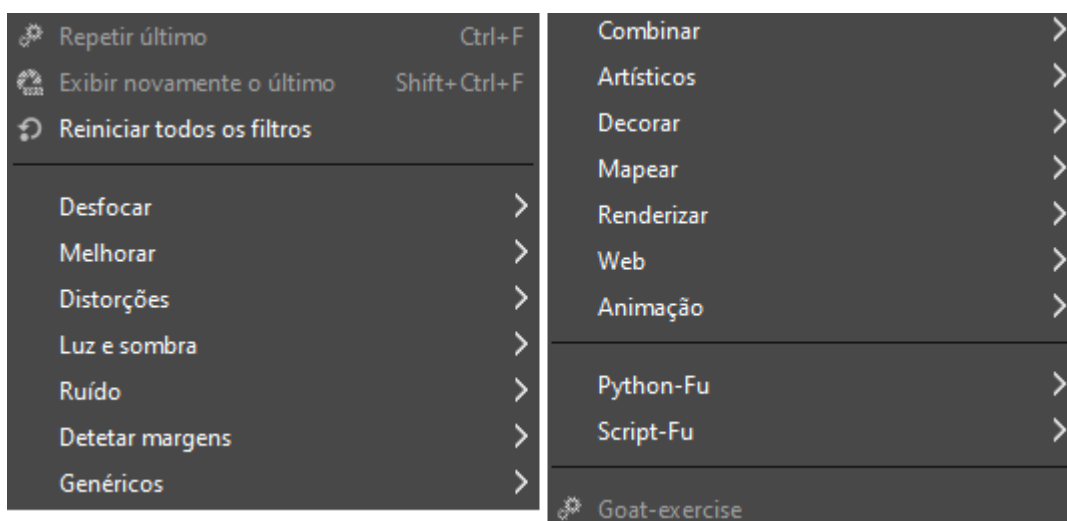 Repetir último Ctrl+F
Exibir novamente o último Shift+Ctrl+F
Reiniciar todos os filtros
Desfocar
Melhorar
Distorções
Luz e sombra
Ruído
Detetar margens
Genéricos
Combinar
Artísticos
Decorar
Mapear
Renderizar
Web
Animação
Python-Fu
Script-Fu
Goat-exercise